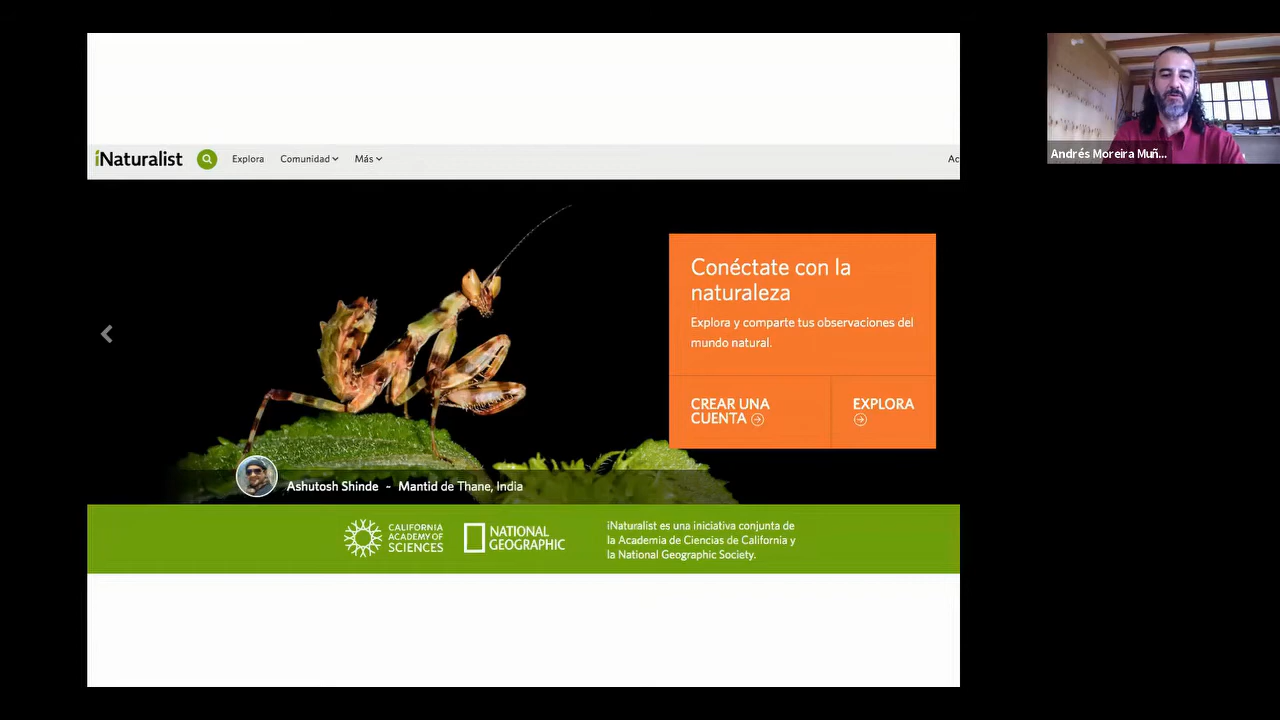 iNaturalist
Explora
Comunidad
Más
Ac
Andrés Moreira Muñ...
Conéctate con la
naturaleza
Explora y comparte tus observaciones del
mundo natural.
CREAR UNA
CUENTA
EXPLORA
Ashutosh Shinde ~ Mantid de Thane, India
CALIFORNIA
ACADEMY OF
SCIENCES
NATIONAL
GEOGRAPHIC
iNaturalist es una iniciativa conjunta de
la Academia de Ciencias de California y
la National Geographic Society.